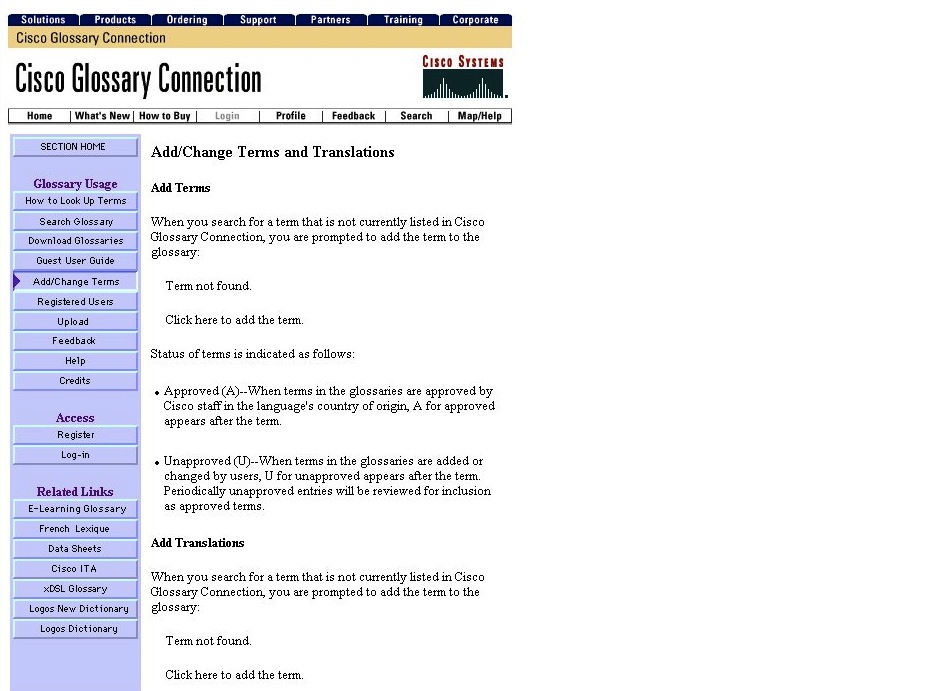 Solutions Products Ordering Support Partners Training Corporate
Cisco Glossary Connection
Cisco Glossary Connection
CISCO SYSTEMS
Home What's New How to Buy Login Profile Feedback Search Map/Help
SECTION HOME
Glossary Usage
How to Look Up Terms
Search Glossary
Download Glossaries
Guest User Guide
Add/Change Terms
Registered Users
Upload
Feedback
Help
Credits
Access
Register
Log-in
Related Links
E-Learning Glossary
French Lexique
Data Sheets
Cisco ITA
xDSL Glossary
Logos New Dictionary
Logos Dictionary
Add/Change Terms and Translations
Add Terms
When you search for a term that is not currently listed in Cisco
Glossary Connection, you are prompted to add the term to the
glossary:
Term not found.
Click here to add the term.
Status of terms is indicated as follows:
• Approved (A)--When terms in the glossaries are approved by
Cisco staff in the language's country of origin, A for approved
appears after the term.
• Unapproved (U)--When terms in the glossaries are added or
changed by users, U for unapproved appears after the term.
Periodically unapproved entries will be reviewed for inclusion
as approved terms.
Add Translations
When you search for a term that is not currently listed in Cisco
Glossary Connection, you are prompted to add the term to the
glossary:
Term not found.
Click here to add the term.